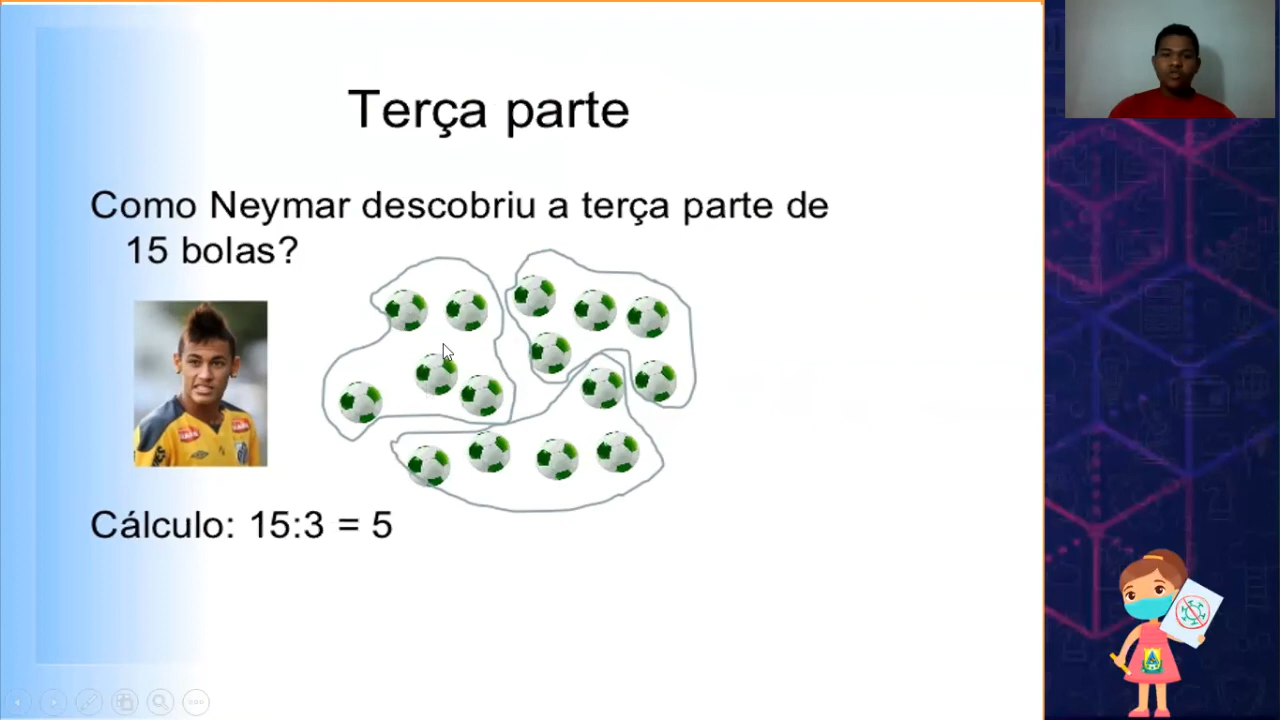 Terça parte
Como Neymar descobriu a terça parte de
15 bolas?
Cálculo: 15:3 = 5